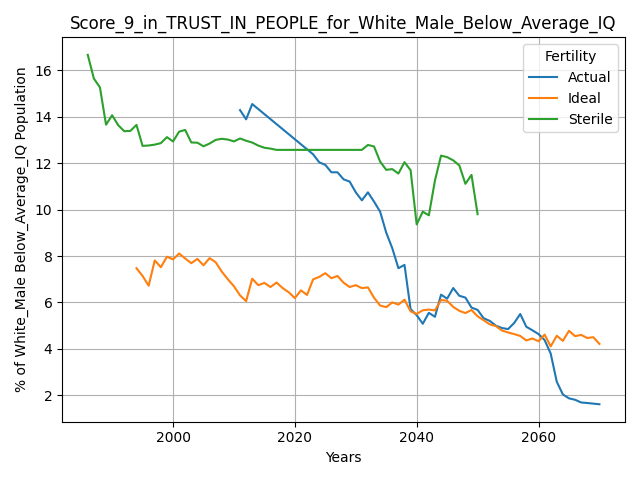 Score_9_in_TRUST_IN_PEOPLE_for_White_Male_Below_Average_IQ
Fertility
Actual
Ideal
Sterile
% of White_Male Below_Average_IQ Population
16
14
12
10
8
6
4
2
2000 2020 2040 2060
Years